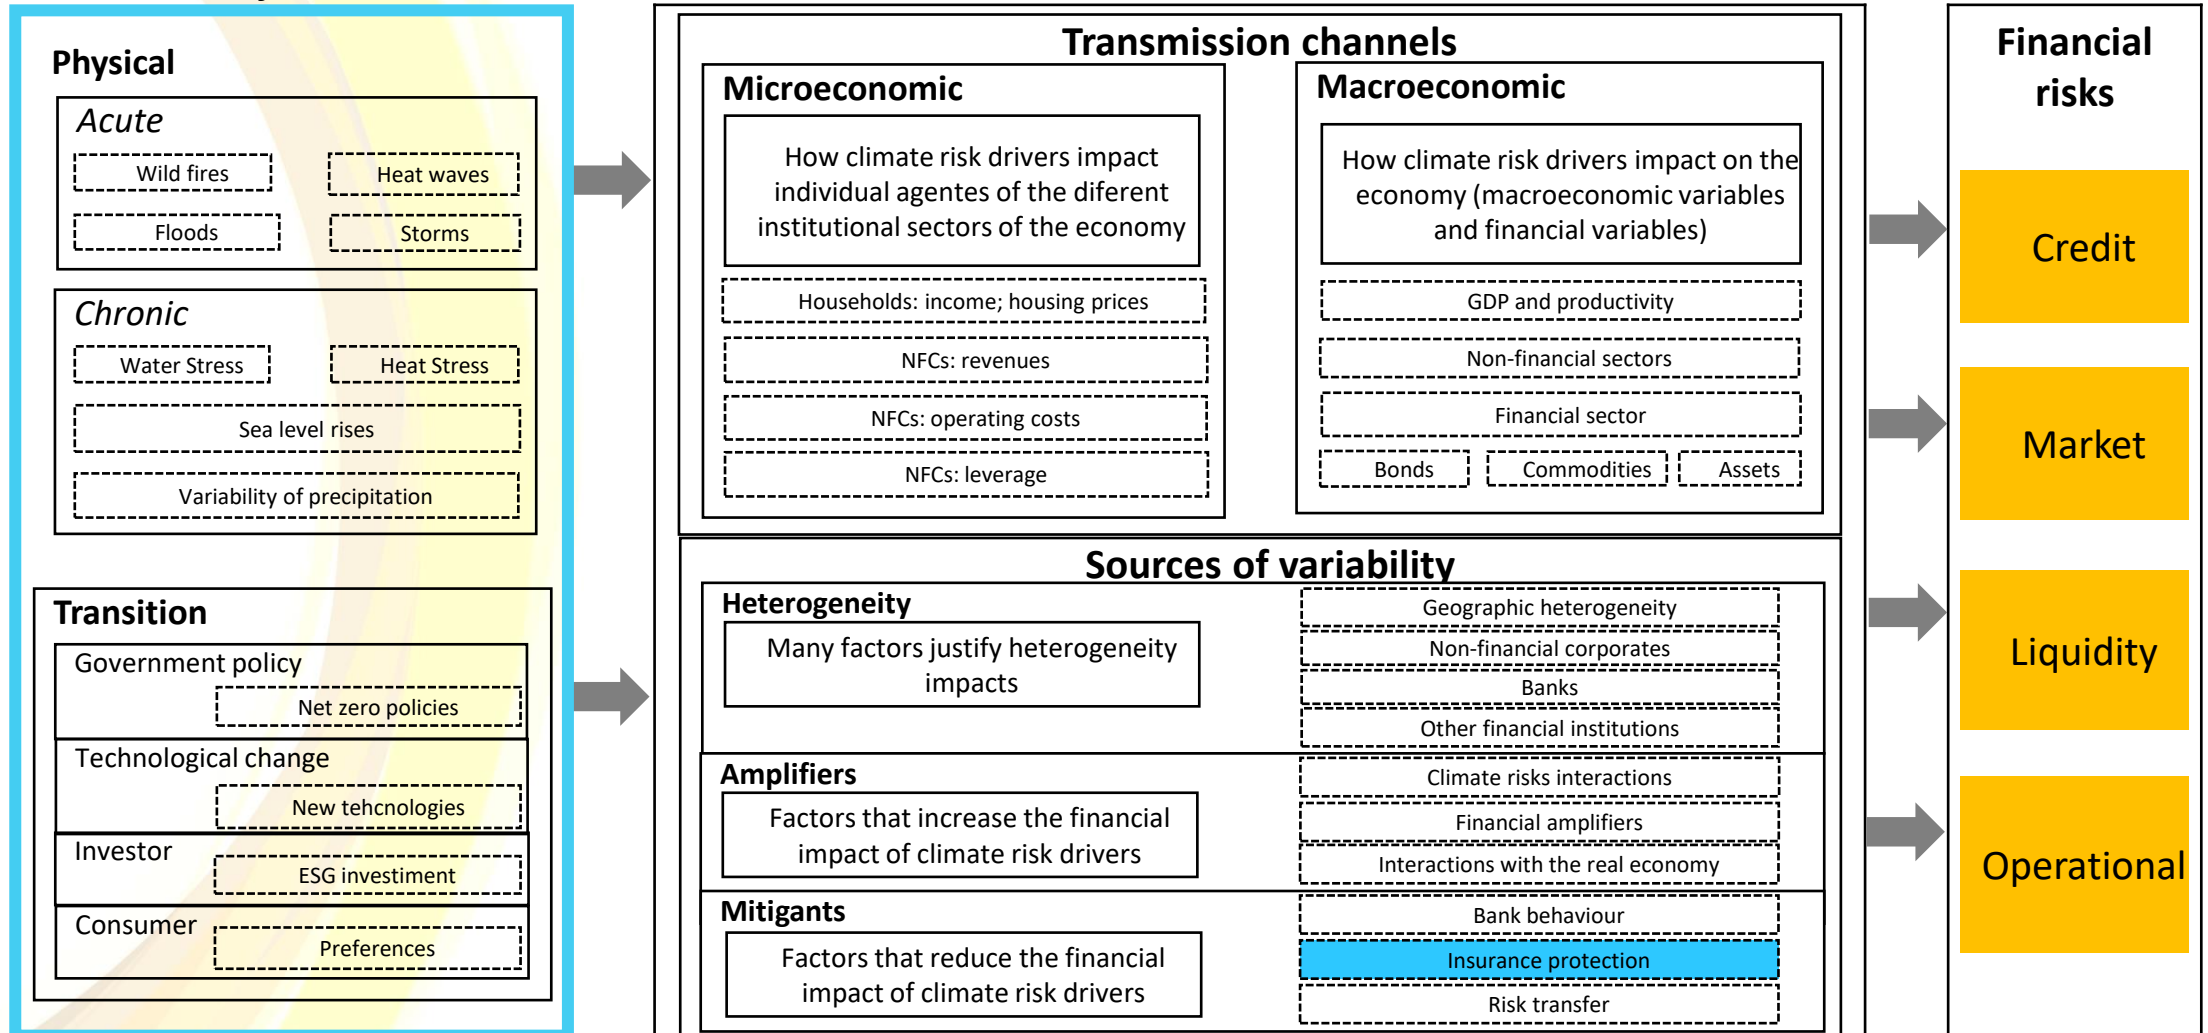 Physical
Acute
Wild fires
Heat waves
Floods
Storms
Chronic
Water Stress
Heat Stress
Sea level rises
Variability of precipitation
Transition
Government policy
Net zero policies
Technological change
New tehcnologies
Investor
ESG investiment
Consumer
Preferences
Transmission channels
Microeconomic
How climate risk drivers impact
individual agentes of the diferent
institutional sectors of the economy
Households: income; housing prices
NFCs: revenues
NFCs: operating costs
NFCs: leverage
Macroeconomic
How climate risk drivers impact on the
economy (macroeconomic variables
and financial variables)
GDP and productivity
Non-financial sectors
Financial sector
Bonds
Commodities
Assets
Sources of variability
Heterogeneity
Many factors justify heterogeneity
impacts
Geographic heterogeneity
Non-financial corporates
Banks
Other financial institutions
Amplifiers
Factors that increase the financial
impact of climate risk drivers
Climate risks interactions
Financial amplifiers
Interactions with the real economy
Mitigants
Factors that reduce the financial
impact of climate risk drivers
Bank behaviour
Insurance protection
Risk transfer
Financial
risks
Credit
Market
Liquidity
Operational